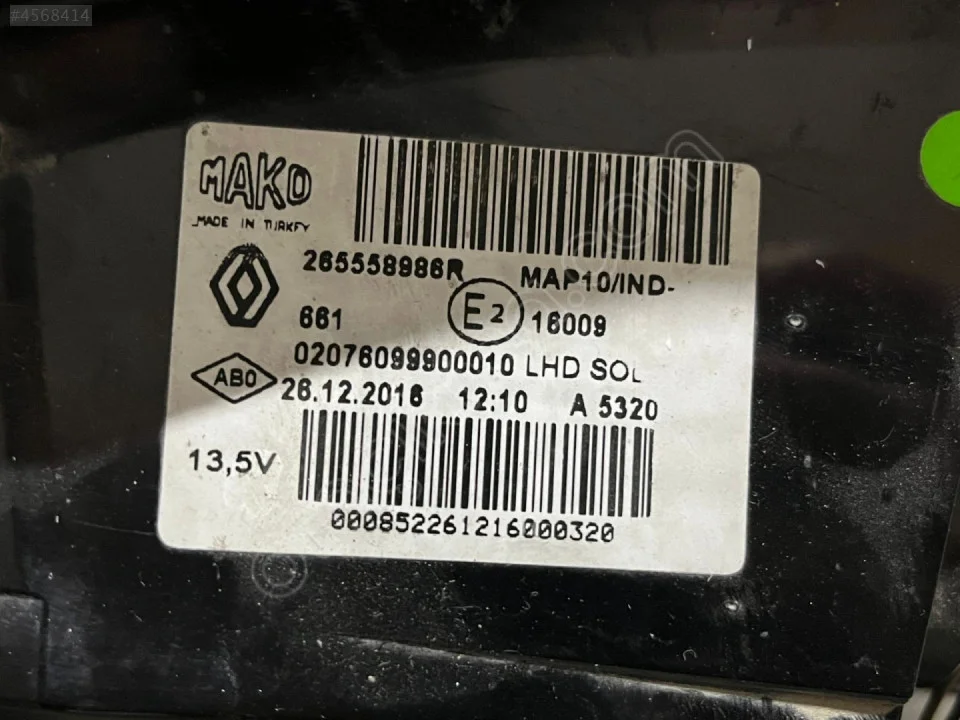 #4568414
MAKO
MADE IN TURKEY
265558986R MAP10/IND-
661 E2 16009
02076099900010 LHD SOL
ABO 26.12.2016 12:10 A 5320
13,5V
000852261216000320